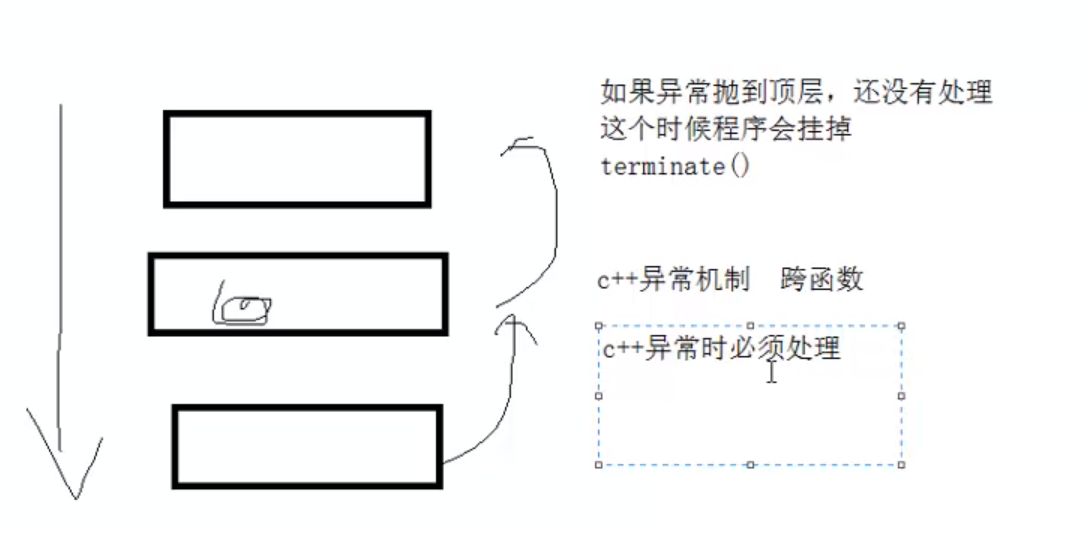 如果异常抛到顶层，还没有处理
这个时候程序会挂掉
terminate()
c++异常机制 跨函数
c++异常时必须处理